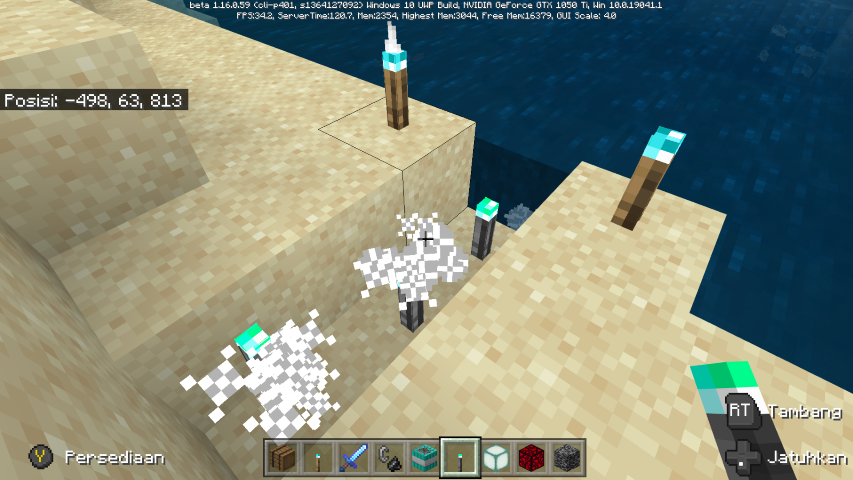 beta 1.16.0.59 (cli-p401, s1364127092) Windows 10 UWP Build, NVIDIA GeForce GTX 1050 Ti, Win 10.0.19041.1
FPS:34.2, ServerTime:120.7, Mem:2354, Highest Mem:3044, Free Mem:16379, GUI Scale: 4.0
Posisi: -498, 63, 813
RT Tambang
Y Persediaan
Jatuhkan